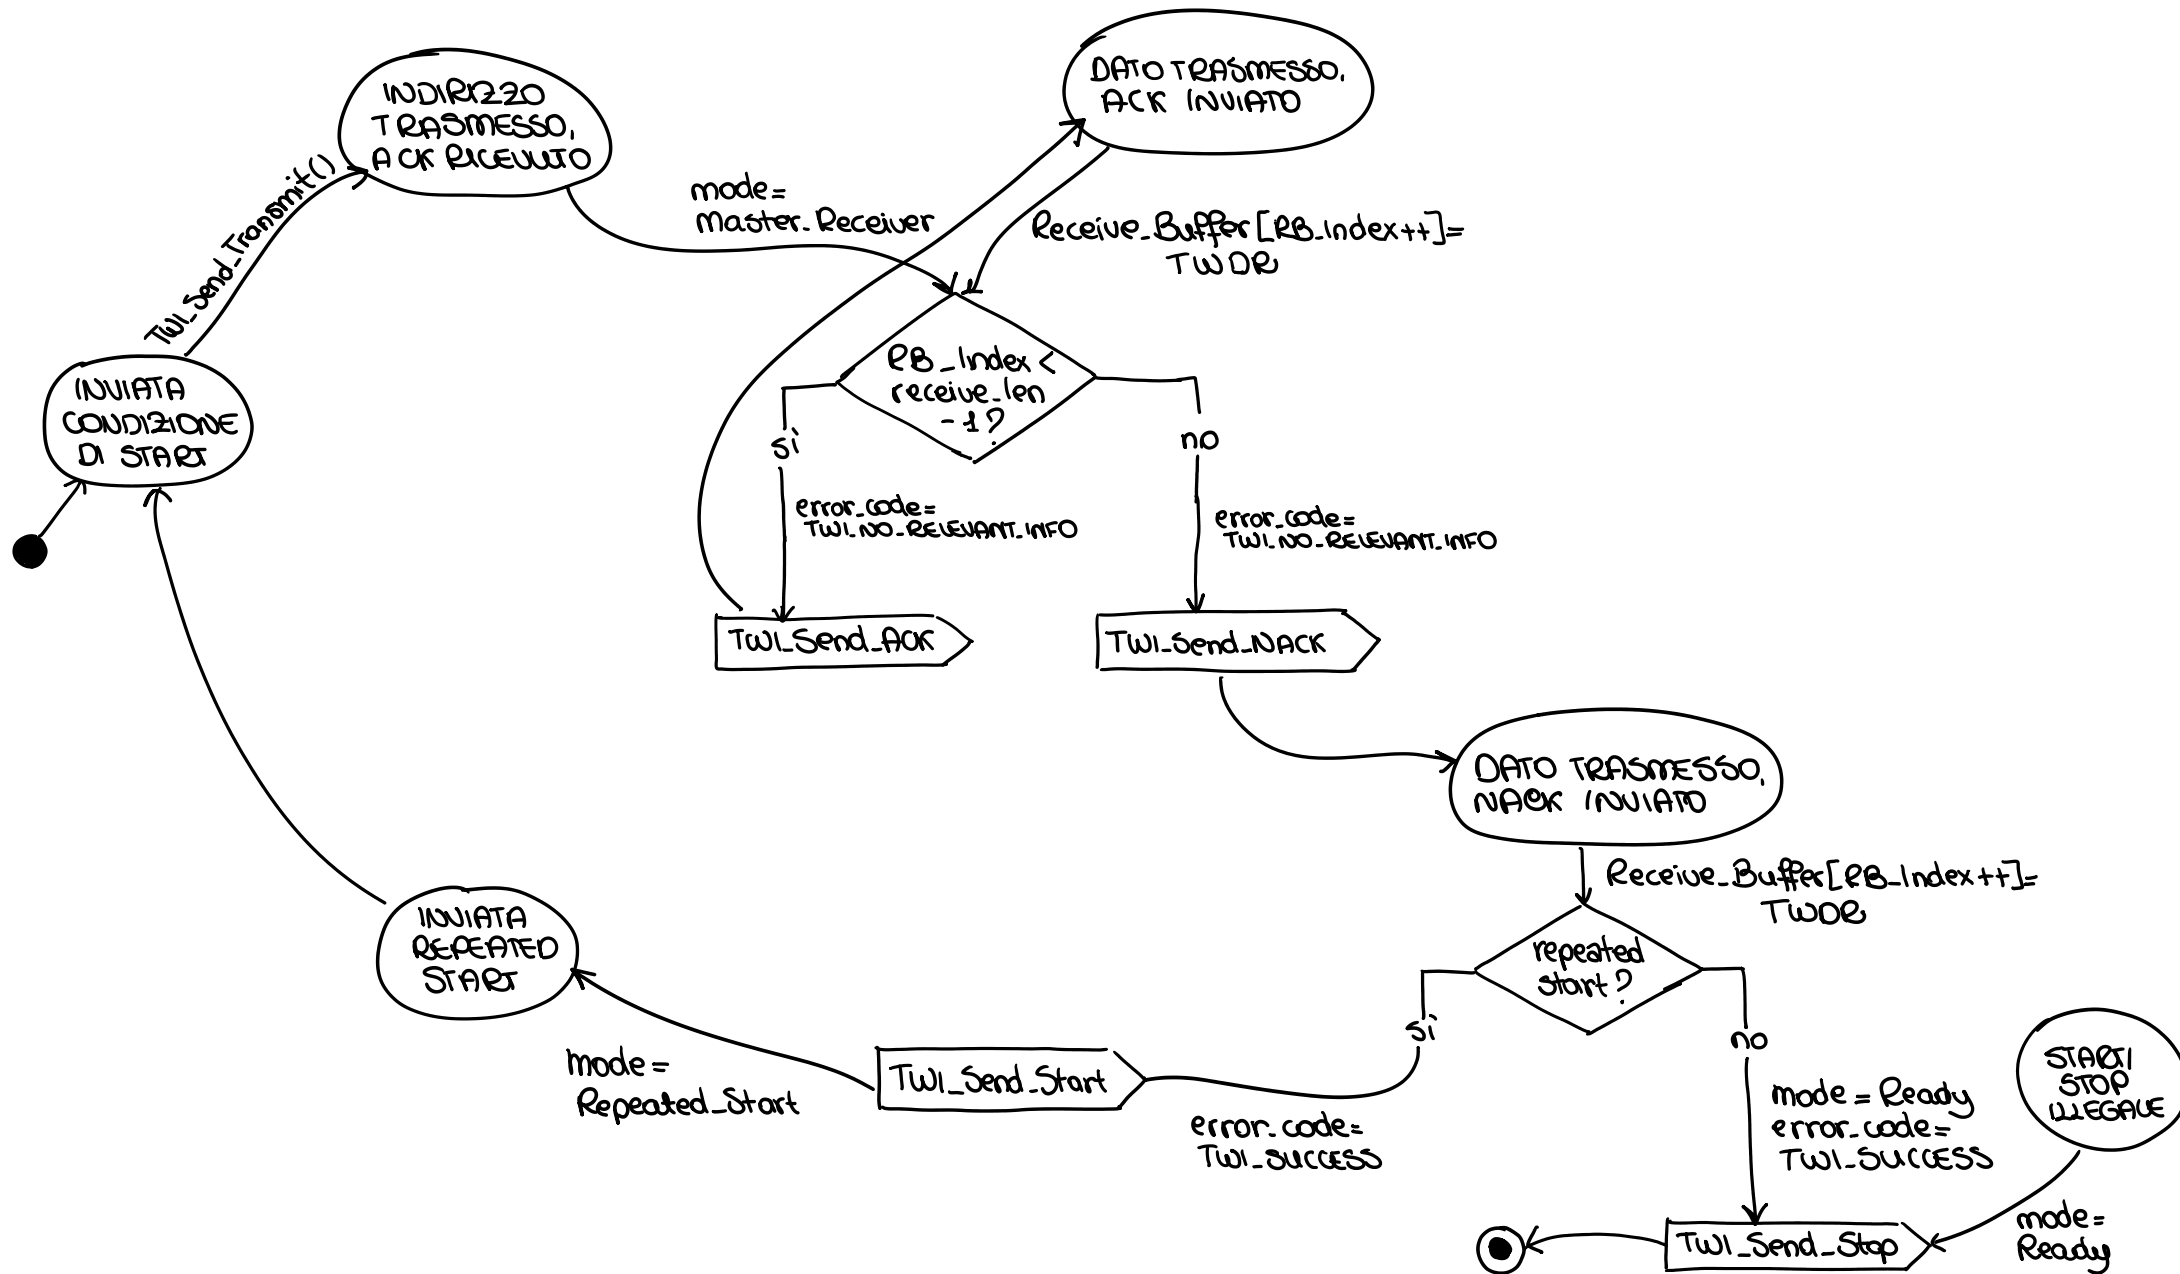 INDIRIZZO
TRASMESSO,
ACK RICEVUTO
DATO TRASMESSO,
ACK INVIATO
TWI_Send_Transmit()
mode=
Master_Receiver
Receive_Buffer[RB_Index++]=
TWDR
INVIATA
CONDIZIONE
DI START
RB_Index <
receive_len
-1?
sì
no
error_code=
TWI_NO_RELEVANT_INFO
error_code=
TWI_NO_RELEVANT_INFO
TWI_Send_ACK
TWI_Send_NACK
DATO TRASMESSO,
NACK INVIATO
Receive_Buffer[RB_Index++]=
TWDR
INVIATA
REPEATED
START
repeated
start?
sì
no
mode=
Repeated_Start
TWI_Send_Start
error_code=
TWI_SUCCESS
mode = Ready
error_code=
TWI_SUCCESS
START/
STOP
ILLEGALE
mode=
Ready
TWI_Send_Stop